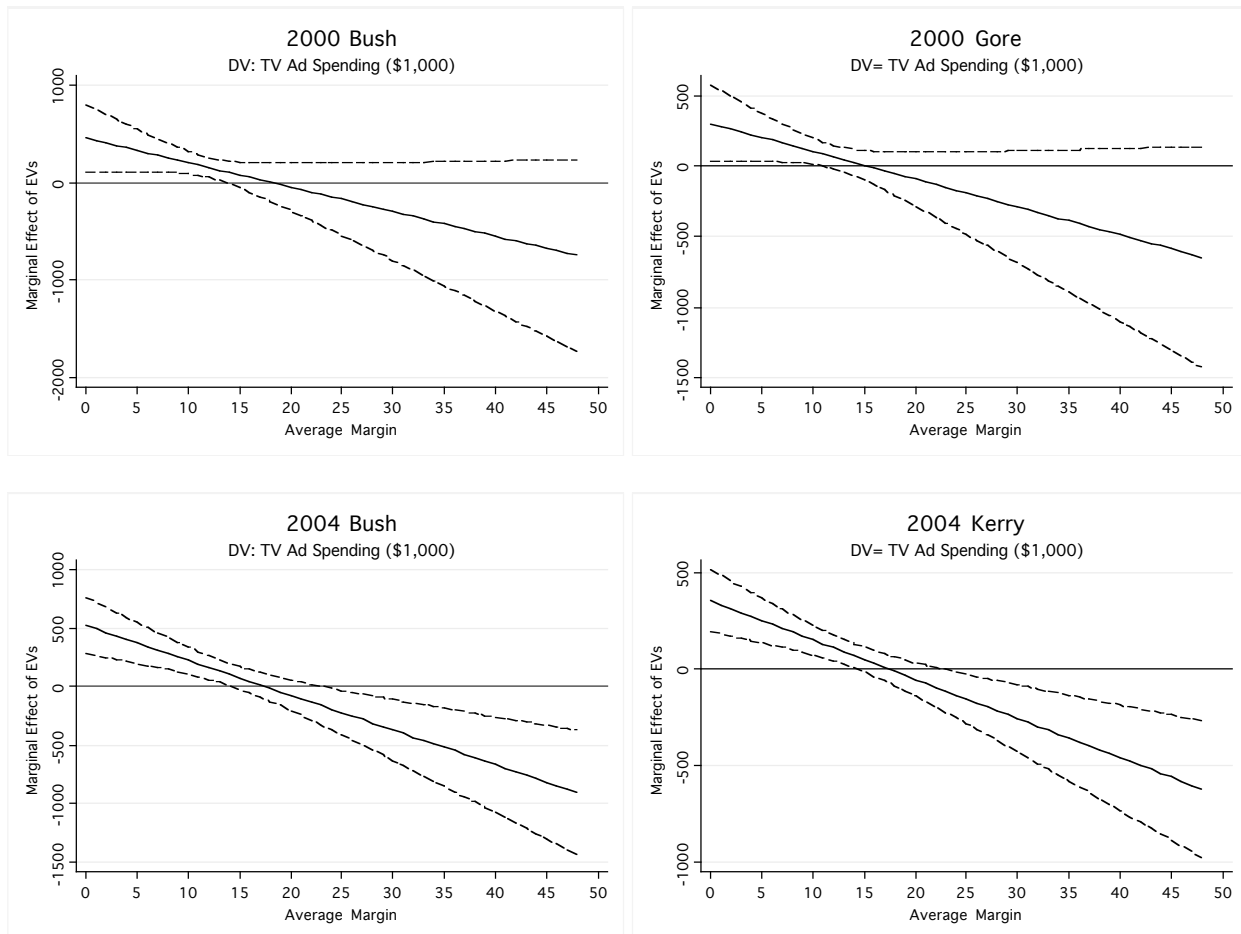 2000 Bush
DV: TV Ad Spending ($1,000)
Marginal Effect of EVs
1000
0
-1000
-2000
0 5 10 15 20 25 30 35 40 45 50
Average Margin
2000 Gore
DV= TV Ad Spending ($1,000)
Marginal Effect of EVs
500
0
-500
-1000
-1500
0 5 10 15 20 25 30 35 40 45 50
Average Margin
2004 Bush
DV: TV Ad Spending ($1,000)
Marginal Effect of EVs
1000
500
0
-500
-1000
-1500
0 5 10 15 20 25 30 35 40 45 50
Average Margin
2004 Kerry
DV= TV Ad Spending ($1,000)
Marginal Effect of EVs
500
0
-500
-1000
0 5 10 15 20 25 30 35 40 45 50
Average Margin